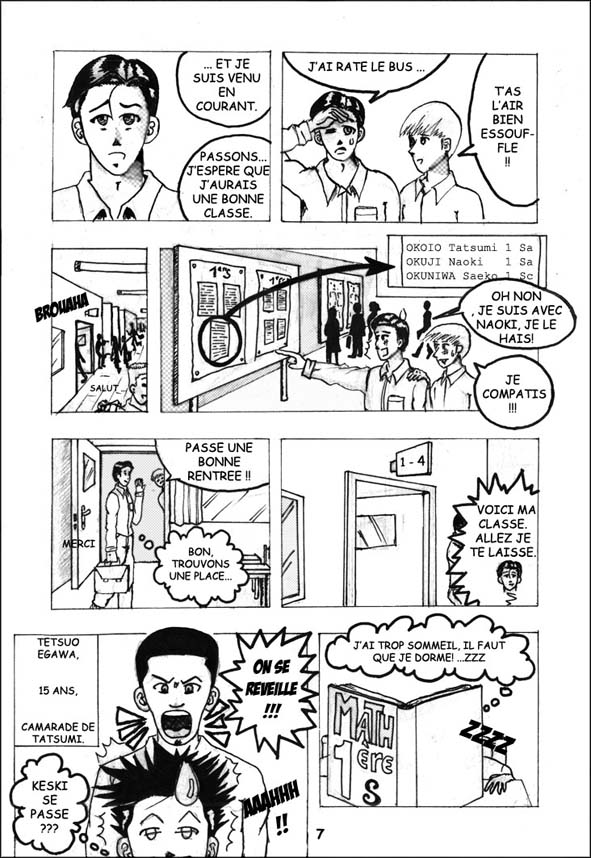 ... ET JE
SUIS VENU
EN
COURANT.
PASSONS...
J'ESPERE QUE
J'AURAIS
UNE BONNE
CLASSE.
J'AI RATE LE BUS ...
T'AS
L'AIR
BIEN
ESSOUF-
FLE
!!
BROUAHA
SALUT ...
1ERS
OKOIO Tatsumi 1 Sa
OKUJI Naoki 1 Sa
OKUNIWA Saeko 1 Sc
OH NON
, JE SUIS AVEC
NAOKI, JE LE
HAIS!
JE
COMPATIS
!!!
PASSE UNE
BONNE
RENTREE !!
MERCI
BON,
TROUVONS
UNE PLACE...
1 - 4
VOICI MA
CLASSE.
ALLEZ JE
TE LAISSE.
TETSUO
EGAWA,
15 ANS,
CAMARADE DE
TATSUMI.
ON SE
REVEILLE
!!!
KESKI
SE
PASSE
???
AAAHHH
!!
J'AI TROP SOMMEIL, IL FAUT
QUE JE DORME! ...ZZZ
MATH
1ère
S
ZZZZ
7